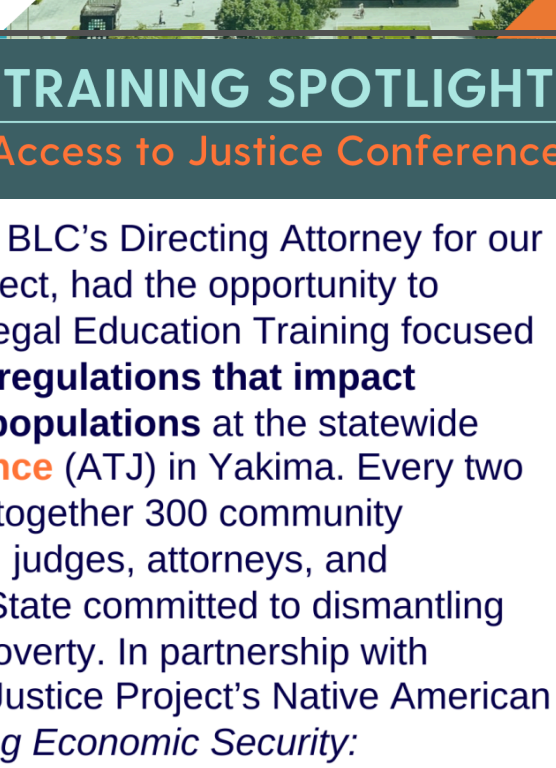 TRAINING SPOTLIGHT
Access to Justice Conference
BLC’s Directing Attorney for our
ect, had the opportunity to
egal Education Training focused
regulations that impact
populations at the statewide
nce (ATJ) in Yakima. Every two
together 300 community
judges, attorneys, and
State committed to dismantling
overty. In partnership with
Justice Project’s Native American
g Economic Security: